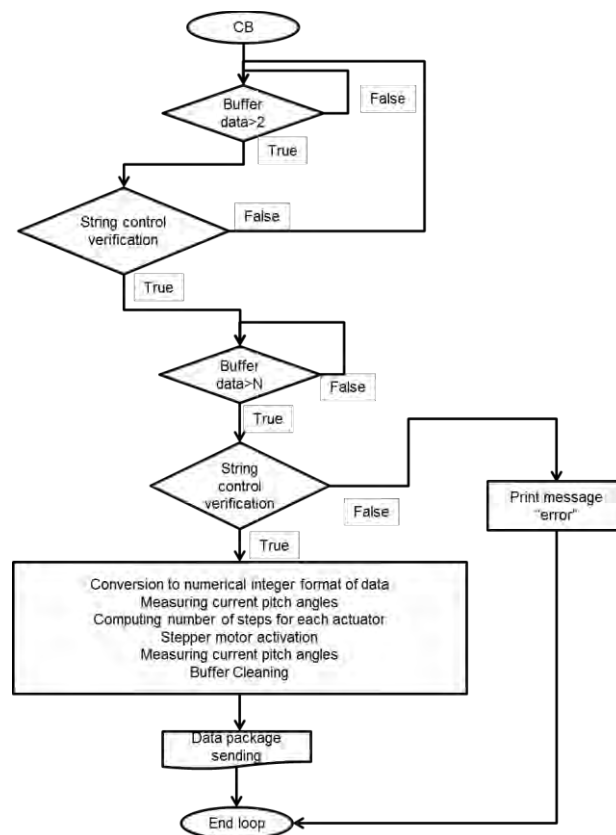 CB
Buffer
data>2
False
True
String control
verification
False
True
Buffer
data>N
False
True
String
control
verification
False
Print message
"error"
True
Conversion to numerical integer format of data
Measuring current pitch angles
Computing number of steps for each actuator
Stepper motor activation
Measuring current pitch angles
Buffer Cleaning
Data package
sending
End loop